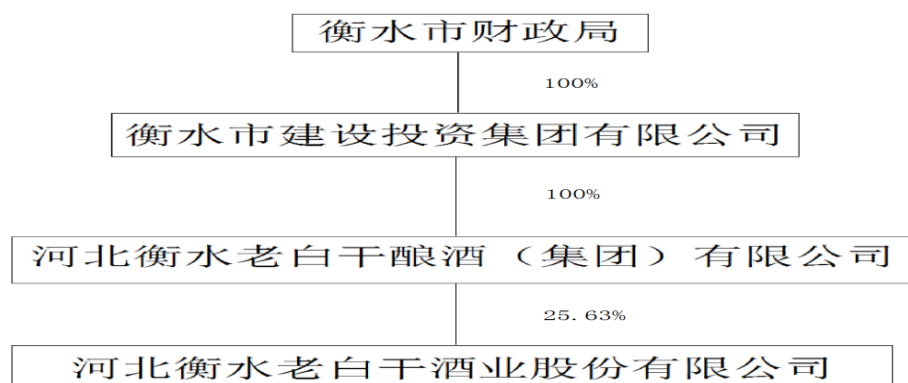 衡水市财政局
100%
衡水市建设投资集团有限公司
100%
河北衡水老白干酿酒（集团）有限公司
25.63%
河北衡水老白干酒业股份有限公司